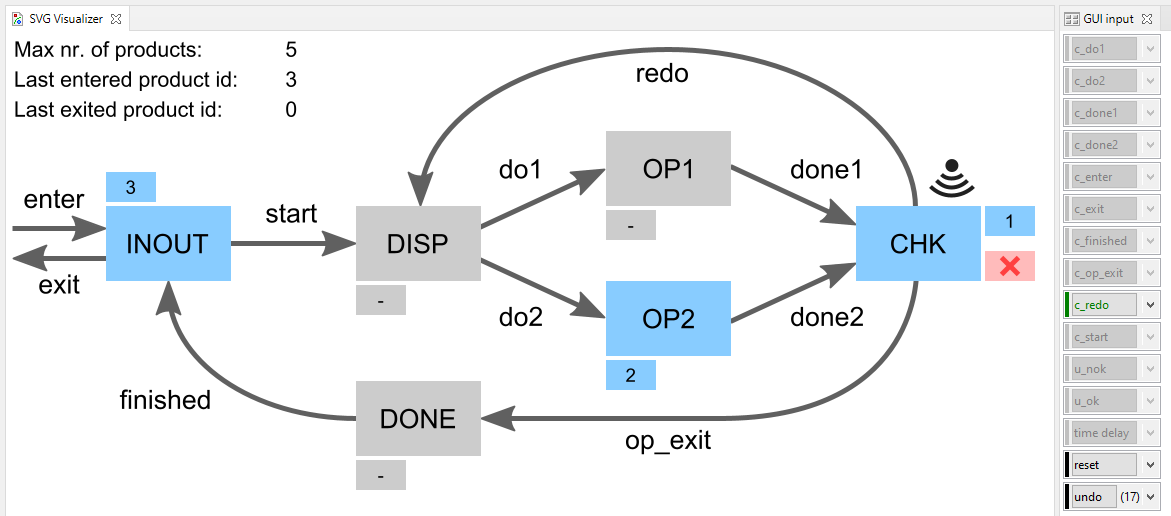 SVG Visualizer
GUI input
Max nr. of products: 5
Last entered product id: 3
Last exited product id: 0
redo
enter
exit
3
INOUT
start
DISP
-
do1
do2
OP1
-
OP2
2
done1
done2
CHK
1
finished
DONE
-
op_exit
c_do1
c_do2
c_done1
c_done2
c_enter
c_exit
c_finished
c_op_exit
c_redo
c_start
u_nok
u_ok
time delay
reset
undo (17)